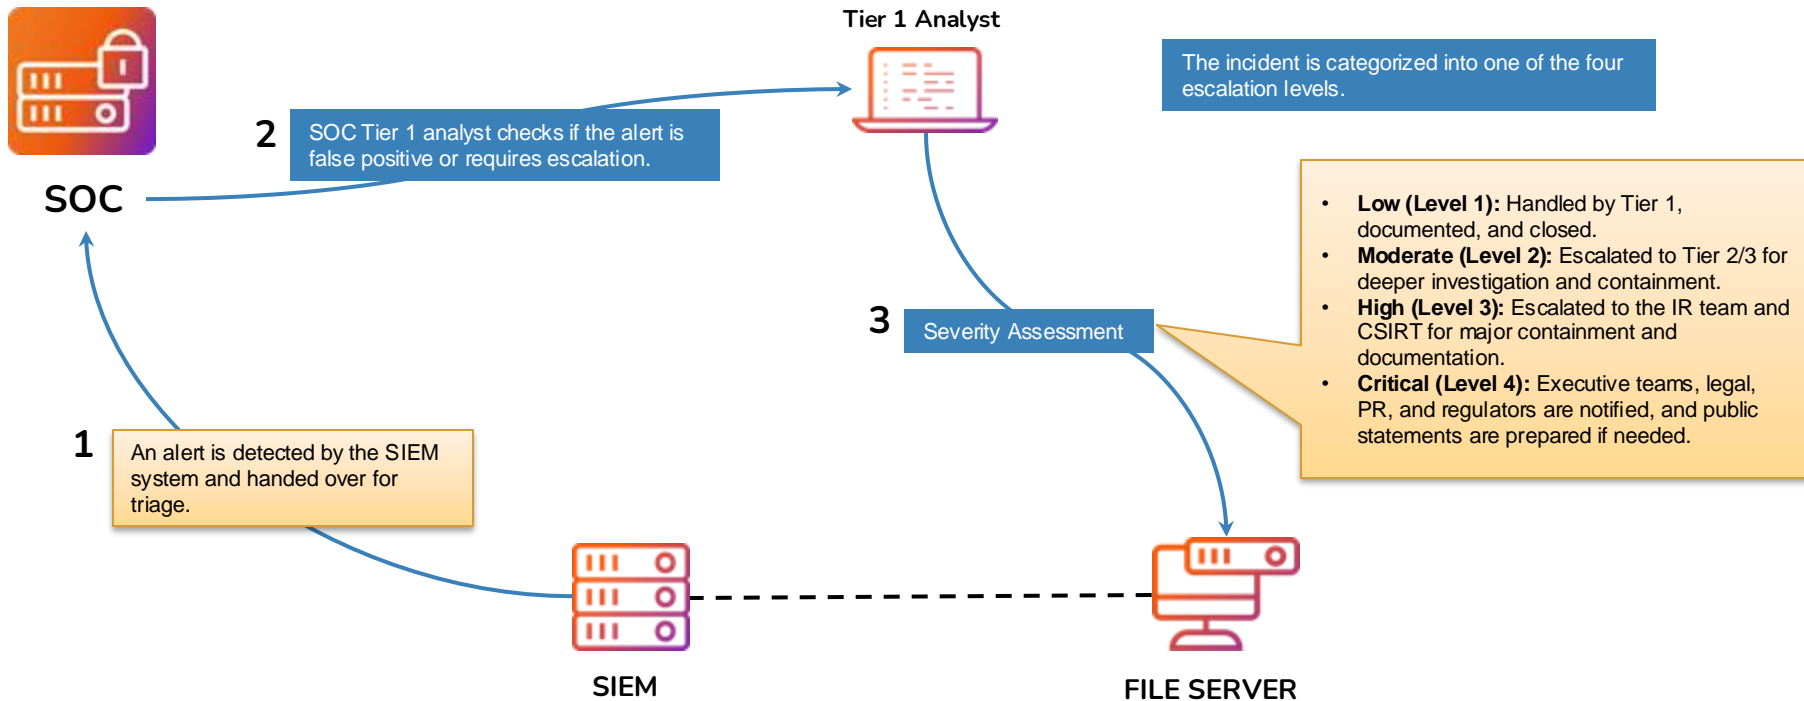 Tier 1 Analyst
The incident is categorized into one of the four
escalation levels.
2
SOC Tier 1 analyst checks if the alert is
false positive or requires escalation.
SOC
• Low (Level 1): Handled by Tier 1,
documented, and closed.
• Moderate (Level 2): Escalated to Tier 2/3 for
deeper investigation and containment.
• High (Level 3): Escalated to the IR team and
CSIRT for major containment and
documentation.
• Critical (Level 4): Executive teams, legal,
PR, and regulators are notified, and public
statements are prepared if needed.
3
Severity Assessment
1
An alert is detected by the SIEM
system and handed over for
triage.
SIEM
FILE SERVER